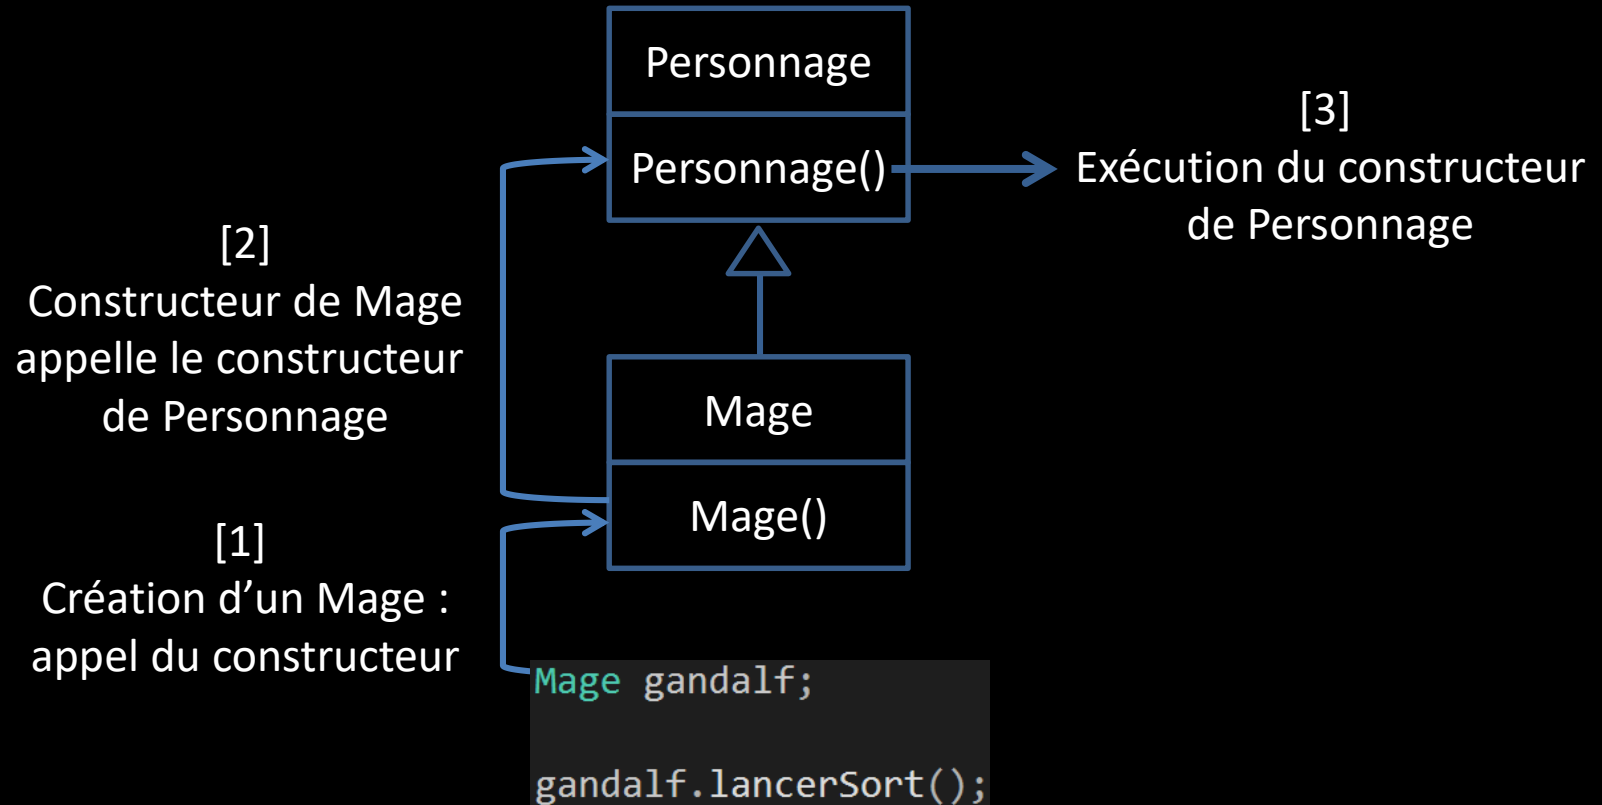 Personnage
Personnage()
[3]
Exécution du constructeur
de Personnage
[2]
Constructeur de Mage
appelle le constructeur
de Personnage
Mage
Mage()
[1]
Création d’un Mage :
appel du constructeur
Mage gandalf;
gandalf.lancerSort();